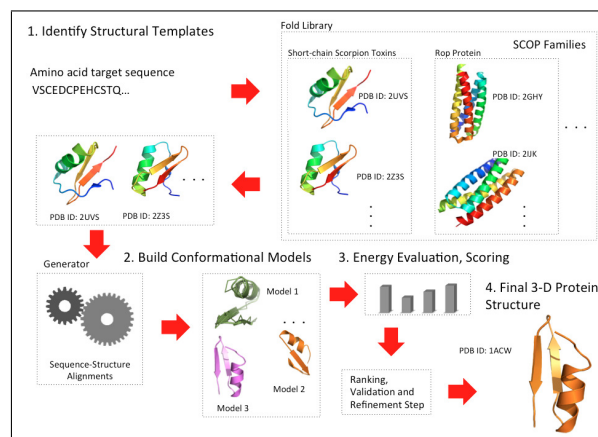 1. Identify Structural Templates
Fold Library
SCOP Families
Short-chain Scorpion Toxins
Rop Protein
Amino acid target sequence
VSCEDCPEHCSTQ...
PDB ID: 2UVS
PDB ID: 2GHY
. . .
PDB ID: 2Z3S
PDB ID: 2IJK
. . .
PDB ID: 2UVS
PDB ID: 2Z3S
Generator
Sequence-Structure
Alignments
2. Build Conformational Models
Model 1
. . .
Model 2
Model 3
3. Energy Evaluation, Scoring
Ranking,
Validation and
Refinement Step
4. Final 3-D Protein
Structure
PDB ID: 1ACW